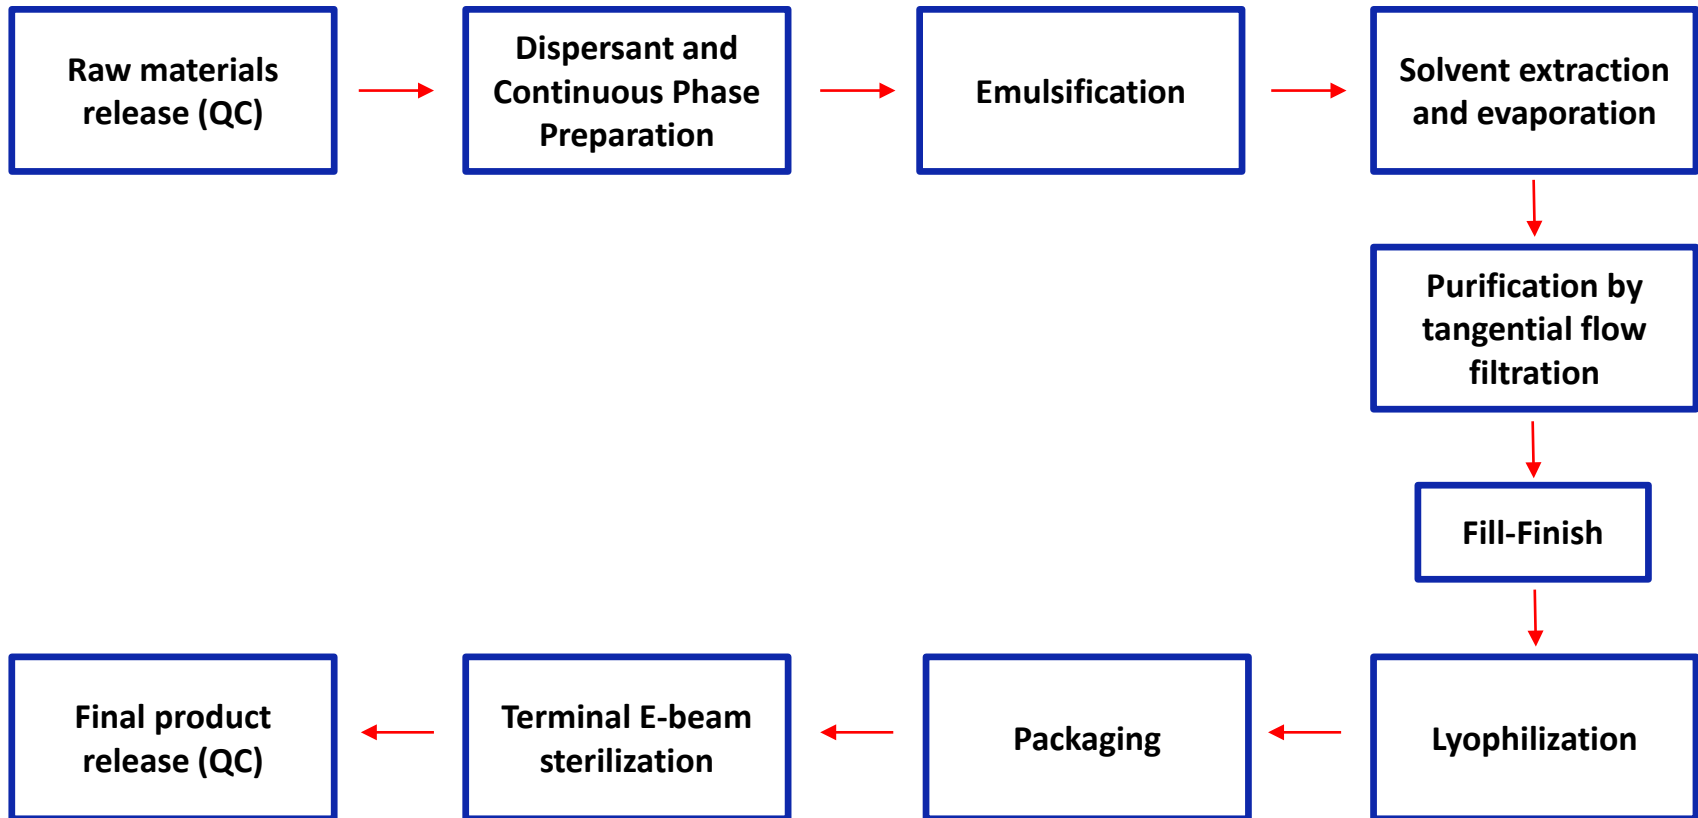 Raw materials
release (QC)
Dispersant and
Continuous Phase
Preparation
Emulsification
Solvent extraction
and evaporation
Purification by
tangential flow
filtration
Fill-Finish
Lyophilization
Packaging
Terminal E-beam
sterilization
Final product
release (QC)